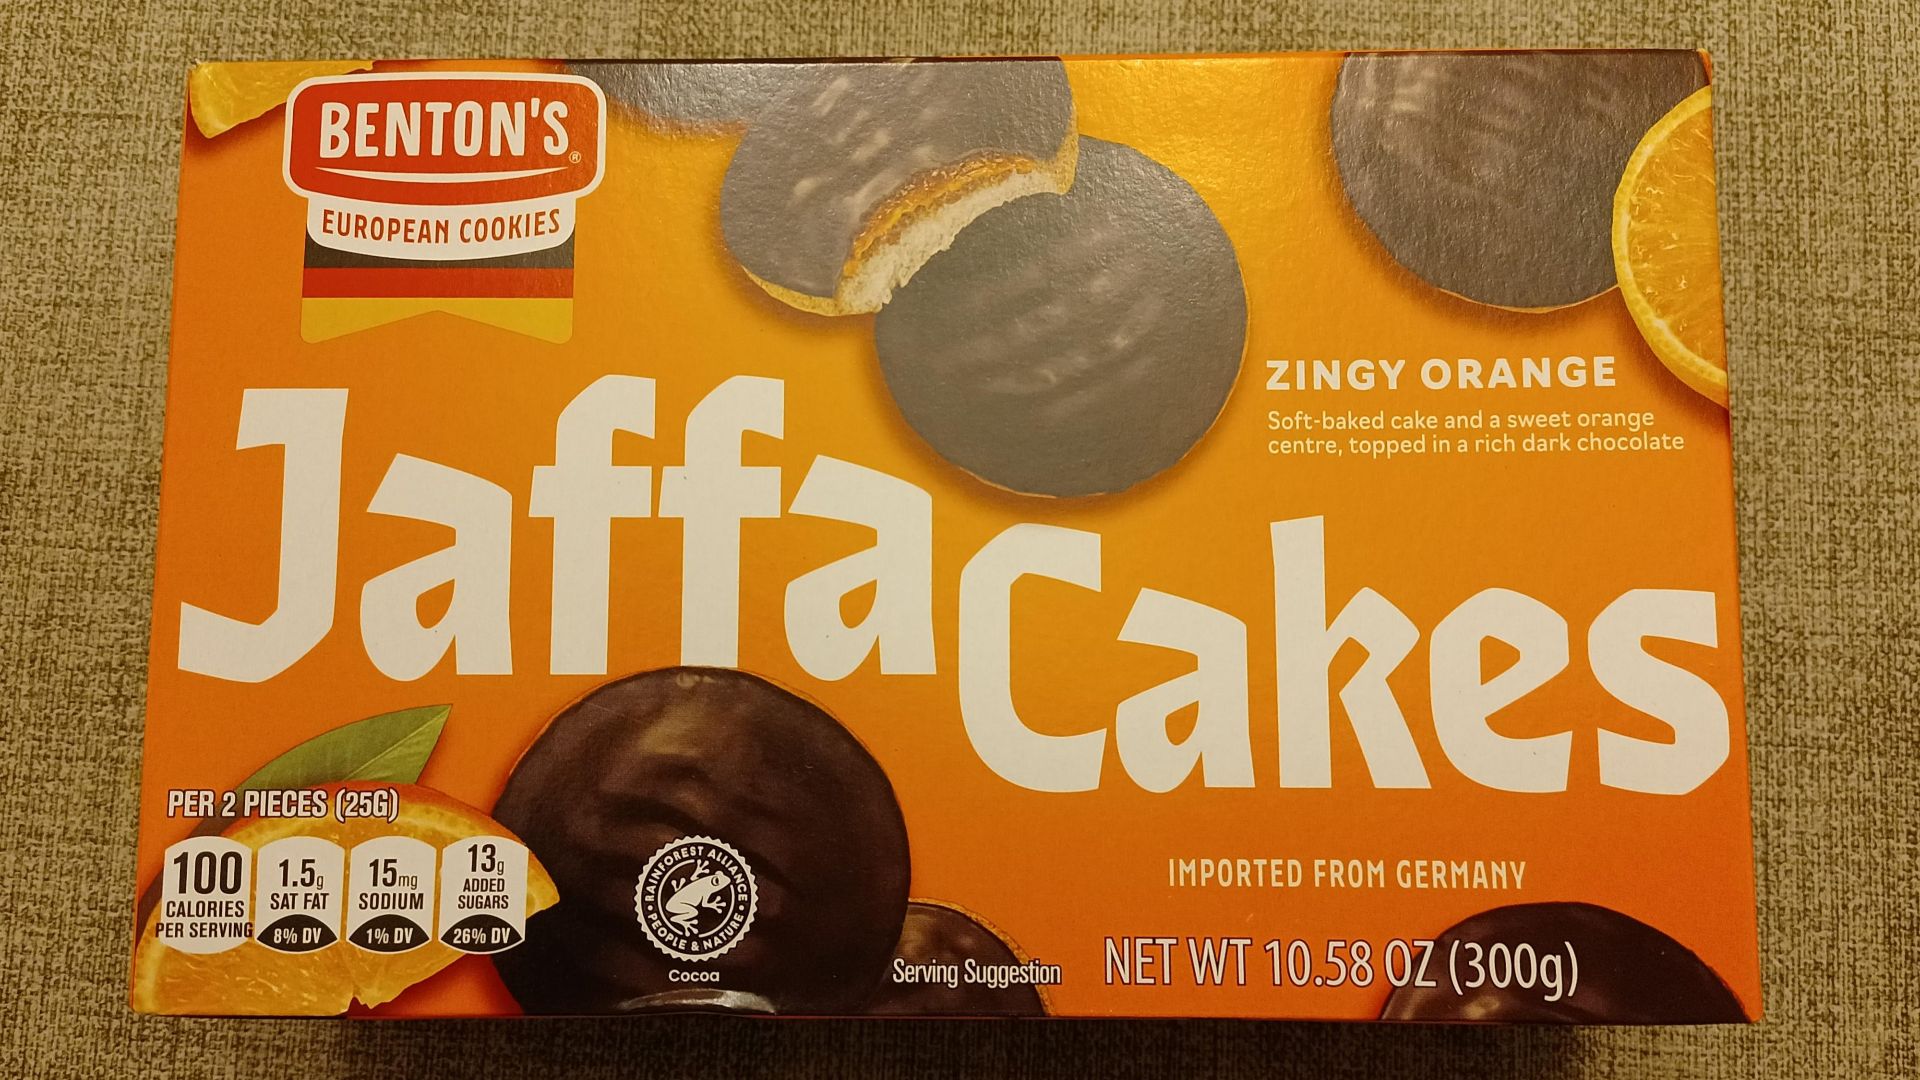 BENTON'S®
EUROPEAN COOKIES
ZINGY ORANGE
Soft-baked cake and a sweet orange
centre, topped in a rich dark chocolate
Jaffa
Cakes
PER 2 PIECES (25G)
100
CALORIES
PER SERVING
1.5g
SAT FAT
8% DV
15mg
SODIUM
1% DV
13g
ADDED
SUGARS
26% DV
RAINFOREST ALLIANCE
PEOPLE & NATURE
Cocoa
Serving Suggestion
IMPORTED FROM GERMANY
NET WT 10.58 OZ (300g)